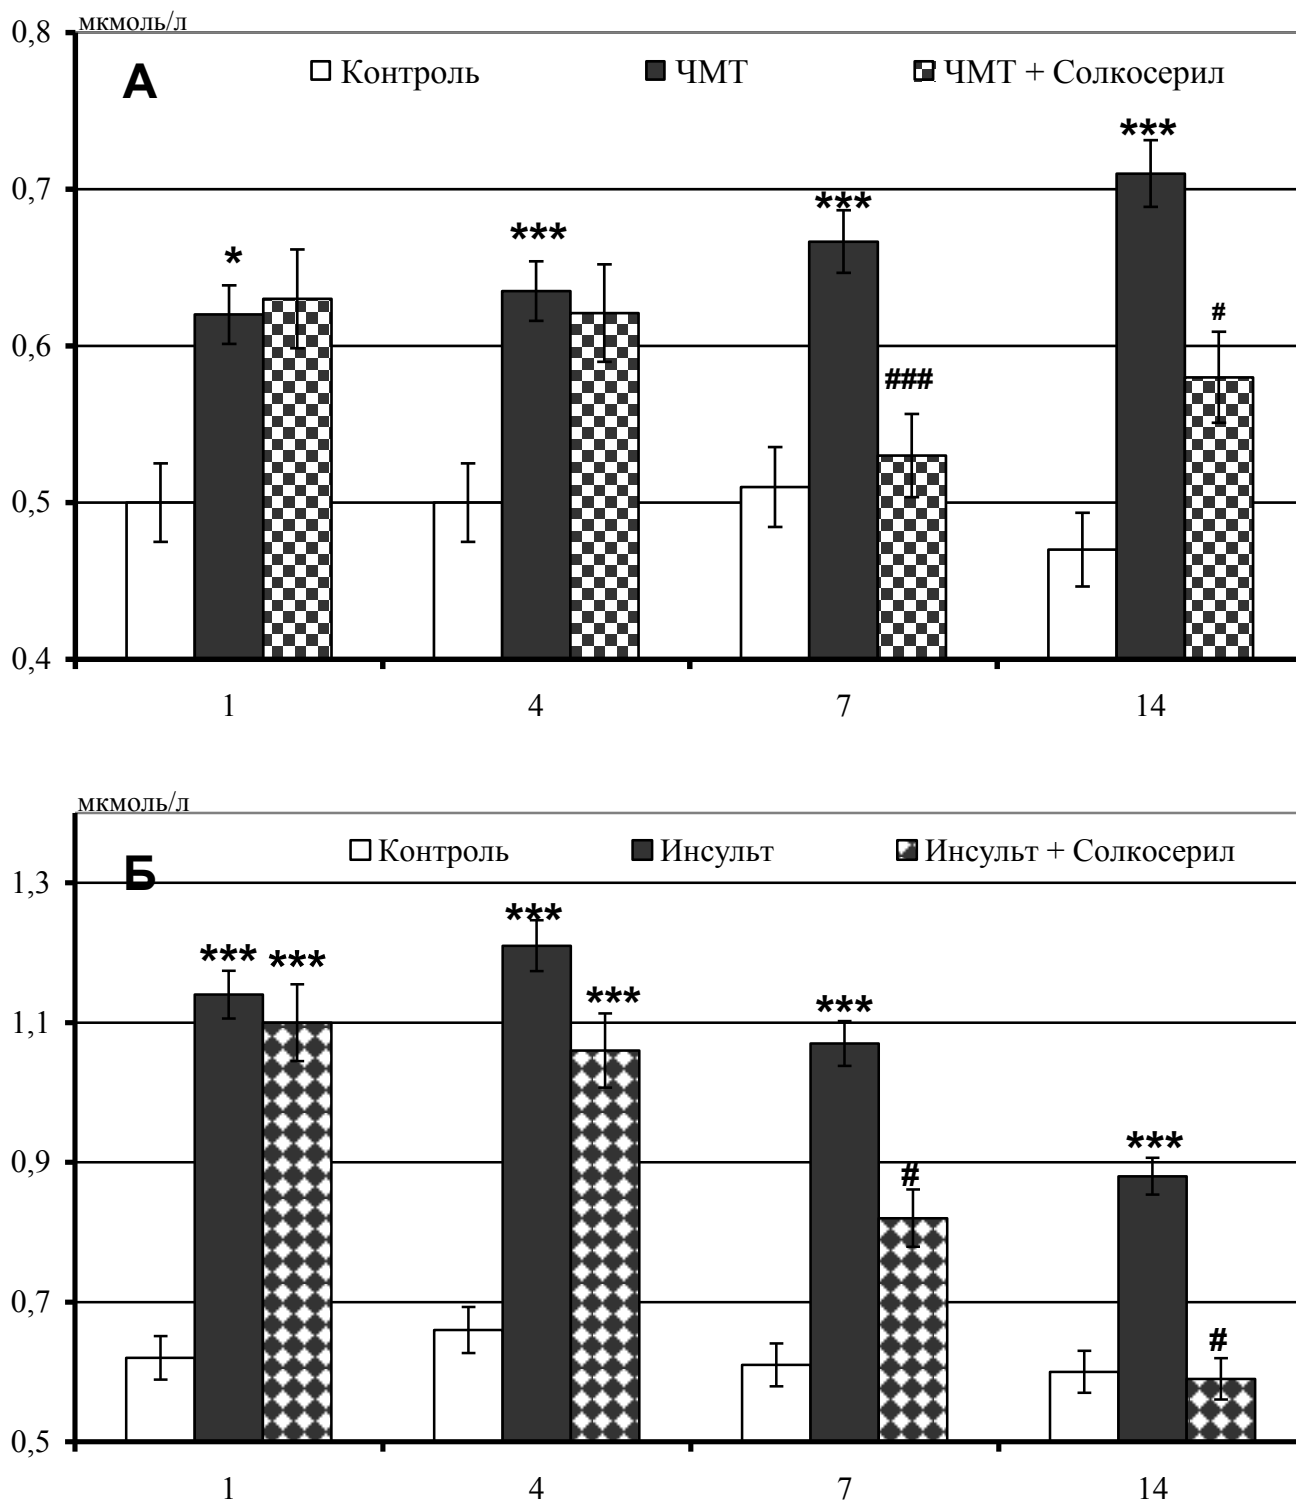 мкмоль/л
0,8
А
Контроль ЧМТ ЧМТ + Солкосерил
***
0,7
***
***
*
#
0,6
###
0,5
0,4
1 4 7 14
мкмоль/л
Контроль Инсульт Инсульт + Солкосерил
Б
1,3
***
*** ***
***
***
1,1
***
0,9
#
0,7
#
0,5
1 4 7 14